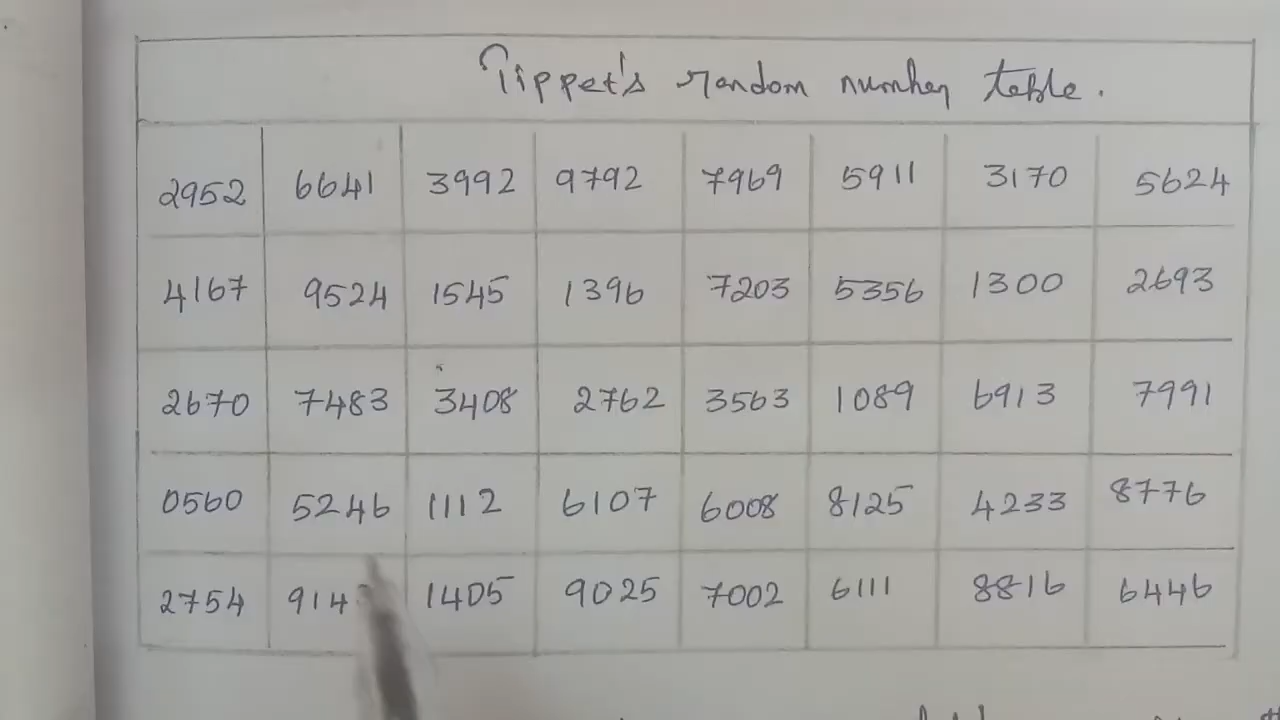 Tippet's random number table.
2952 6641 3992 9792 7969 5911 3170 5624
4167 9524 1545 1396 7203 5356 1300 2693
2670 7483 3408 2762 3563 1089 6913 7991
0560 5246 1112 6107 6008 8125 4233 8776
2754 1405 9025 7002 6111 8816 6446